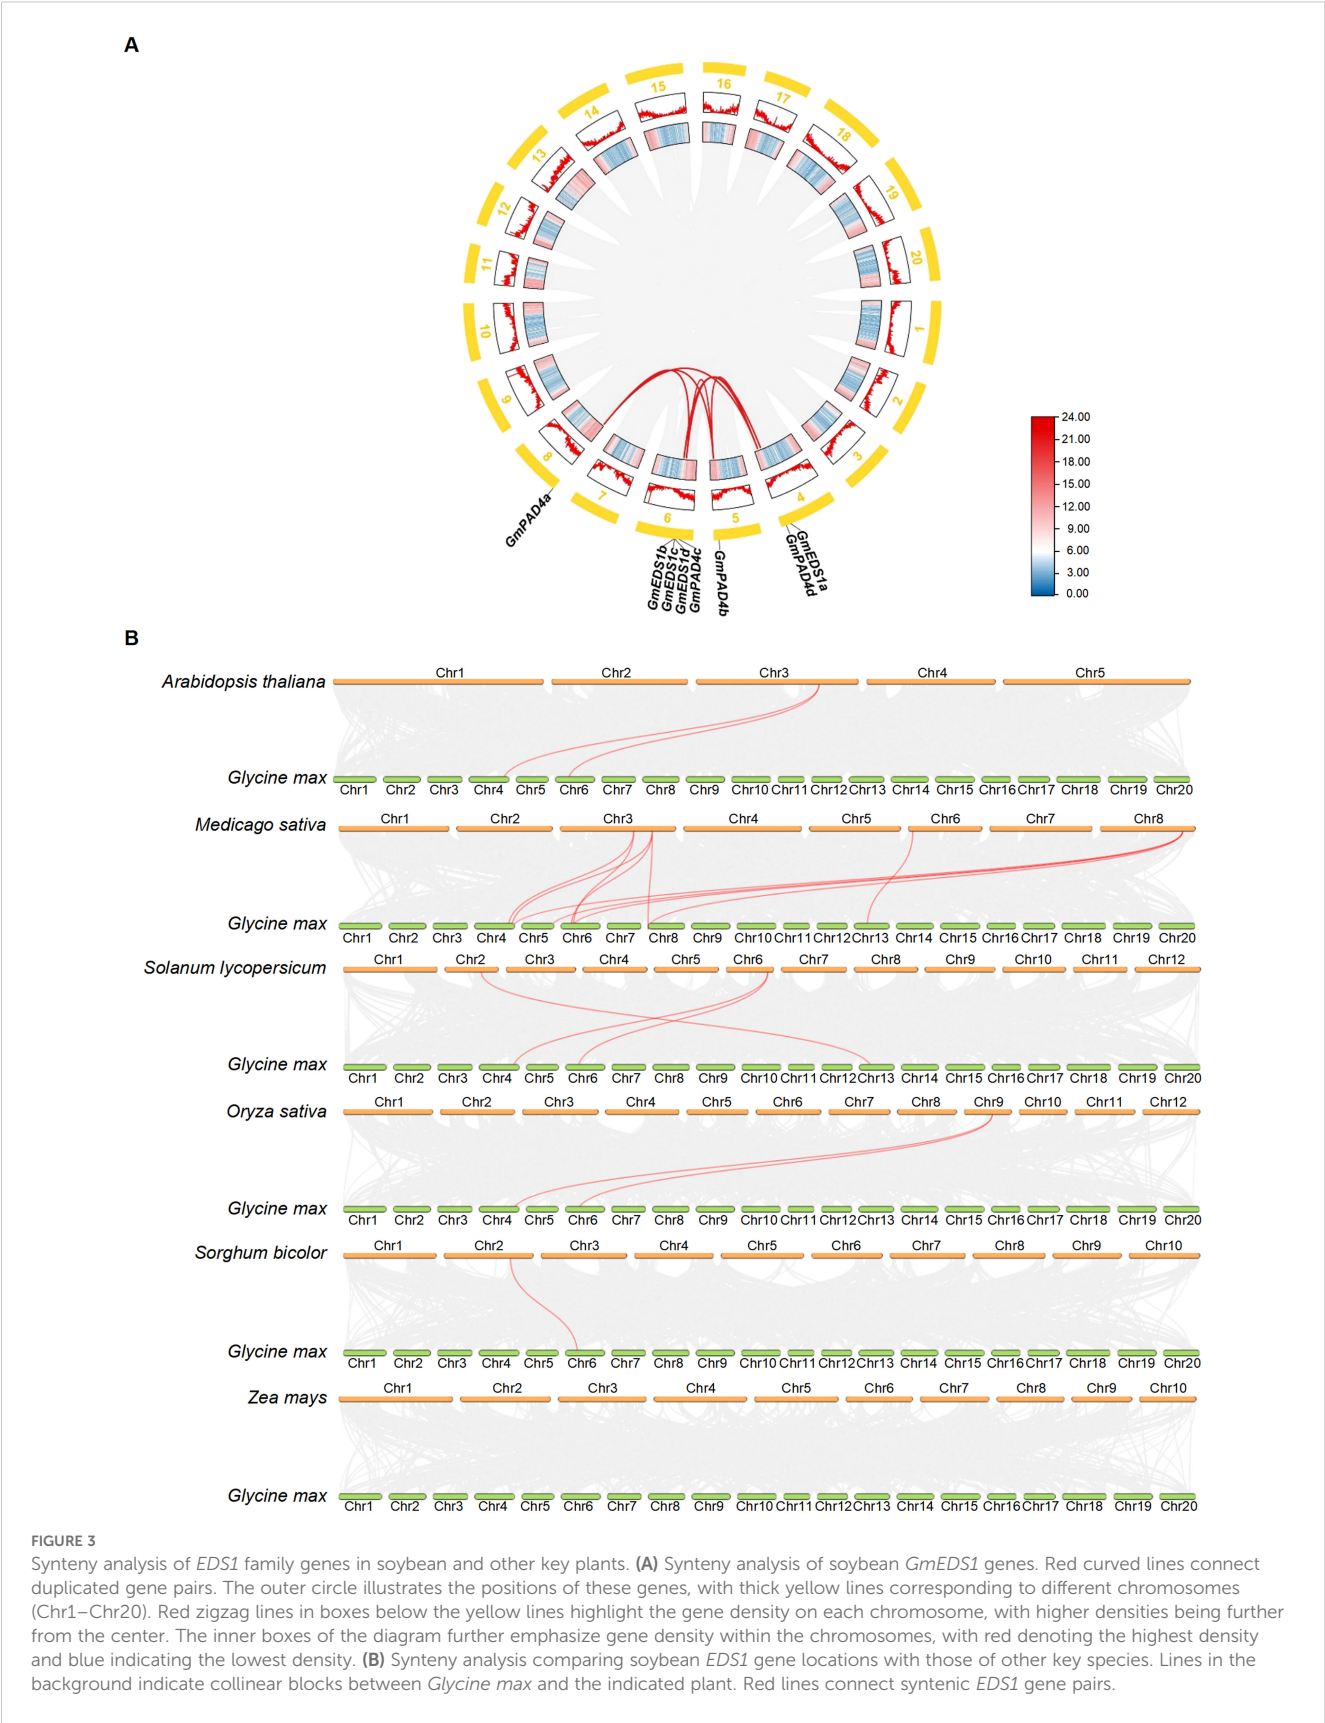 A
15
16
17
14
18
13
19
12
20
11
10
1
9
2
8
3
7
4
6
5
GmPAD4a
GmEDS1b
GmEDS1c
GmEDS1d
GmPAD4c
GmPAD4b
GmPAD4d
GmEDS1a
24.00
21.00
18.00
15.00
12.00
9.00
6.00
3.00
0.00
B
Arabidopsis thaliana Chr1 Chr2 Chr3 Chr4 Chr5
Glycine max
Chr1 Chr2 Chr3 Chr4 Chr5 Chr6 Chr7 Chr8 Chr9 Chr10 Chr11 Chr12 Chr13 Chr14 Chr15 Chr16 Chr17 Chr18 Chr19 Chr20
Medicago sativa Chr1 Chr2 Chr3 Chr4 Chr5 Chr6 Chr7 Chr8
Glycine max
Chr1 Chr2 Chr3 Chr4 Chr5 Chr6 Chr7 Chr8 Chr9 Chr10 Chr11 Chr12 Chr13 Chr14 Chr15 Chr16 Chr17 Chr18 Chr19 Chr20
Solanum lycopersicum Chr1 Chr2 Chr3 Chr4 Chr5 Chr6 Chr7 Chr8 Chr9 Chr10 Chr11 Chr12
Glycine max
Chr1 Chr2 Chr3 Chr4 Chr5 Chr6 Chr7 Chr8 Chr9 Chr10 Chr11 Chr12 Chr13 Chr14 Chr15 Chr16 Chr17 Chr18 Chr19 Chr20
Oryza sativa Chr1 Chr2 Chr3 Chr4 Chr5 Chr6 Chr7 Chr8 Chr9 Chr10 Chr11 Chr12
Glycine max
Chr1 Chr2 Chr3 Chr4 Chr5 Chr6 Chr7 Chr8 Chr9 Chr10 Chr11 Chr12 Chr13 Chr14 Chr15 Chr16 Chr17 Chr18 Chr19 Chr20
Sorghum bicolor Chr1 Chr2 Chr3 Chr4 Chr5 Chr6 Chr7 Chr8 Chr9 Chr10
Glycine max
Chr1 Chr2 Chr3 Chr4 Chr5 Chr6 Chr7 Chr8 Chr9 Chr10 Chr11 Chr12 Chr13 Chr14 Chr15 Chr16 Chr17 Chr18 Chr19 Chr20
Zea mays Chr1 Chr2 Chr3 Chr4 Chr5 Chr6 Chr7 Chr8 Chr9 Chr10
Glycine max
Chr1 Chr2 Chr3 Chr4 Chr5 Chr6 Chr7 Chr8 Chr9 Chr10 Chr11 Chr12 Chr13 Chr14 Chr15 Chr16 Chr17 Chr18 Chr19 Chr20
FIGURE 3
Synteny analysis of EDS1 family genes in soybean and other key plants. (A) Synteny analysis of soybean GmEDS1 genes. Red curved lines connect
duplicated gene pairs. The outer circle illustrates the positions of these genes, with thick yellow lines corresponding to different chromosomes
(Chr1–Chr20). Red zigzag lines in boxes below the yellow lines highlight the gene density on each chromosome, with higher densities being further
from the center. The inner boxes of the diagram further emphasize gene density within the chromosomes, with red denoting the highest density
and blue indicating the lowest density. (B) Synteny analysis comparing soybean EDS1 gene locations with those of other key species. Lines in the
background indicate collinear blocks between Glycine max and the indicated plant. Red lines connect syntenic EDS1 gene pairs.